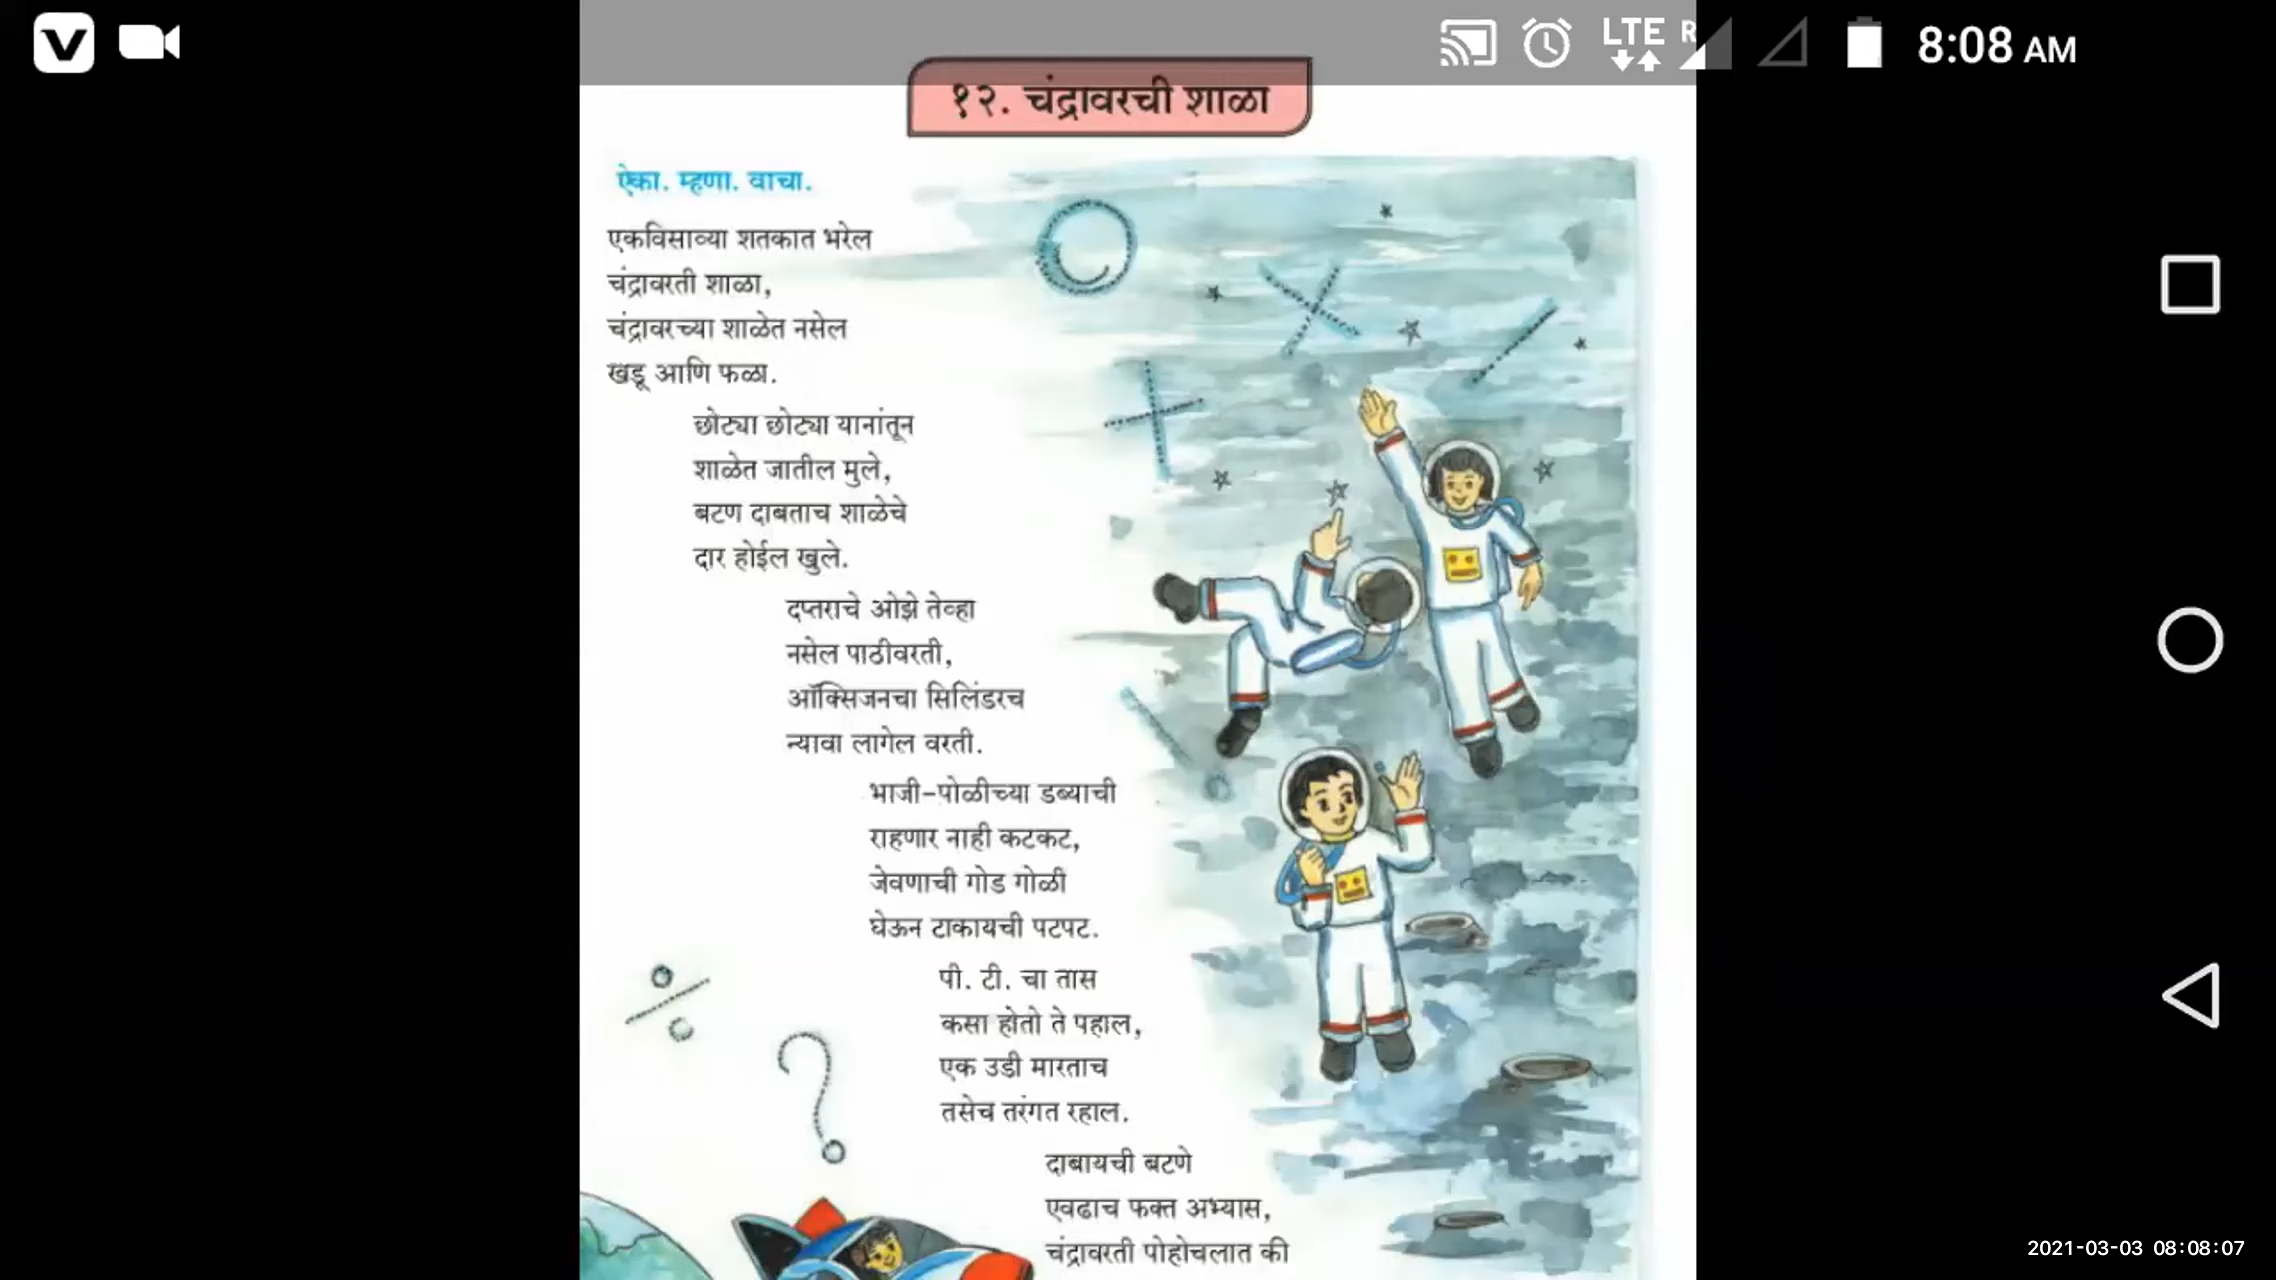 LTE R 8:08 AM
१२. चंद्रावरची शाळा
ऐका. म्हणा. वाचा.
एकविसाव्या शतकात भरेल
चंद्रावरती शाळा,
चंद्रावरच्या शाळेत नसेल
खडू आणि फळा.
छोट्या छोट्या यानांतून
शाळेत जातील मुले,
बटण दाबताच शाळेचे
दार होईल खुले.
दप्तराचे ओझे तेव्हा
नसेल पाठीवरती,
ऑक्सिजनचा सिलिंडरच
न्यावा लागेल वरती.
भाजी-पोळीच्या डब्याची
राहणार नाही कटकट,
जेवणाची गोड गोळी
घेऊन टाकायची पटपट.
पी. टी. चा तास
कसा होतो ते पहाल,
एक उडी मारताच
तसेच तरंगत रहाल.
दाबायची बटणे
एवढाच फक्त अभ्यास,
चंद्रावरती पोहोचलात की
2021-03-03 08:08:07